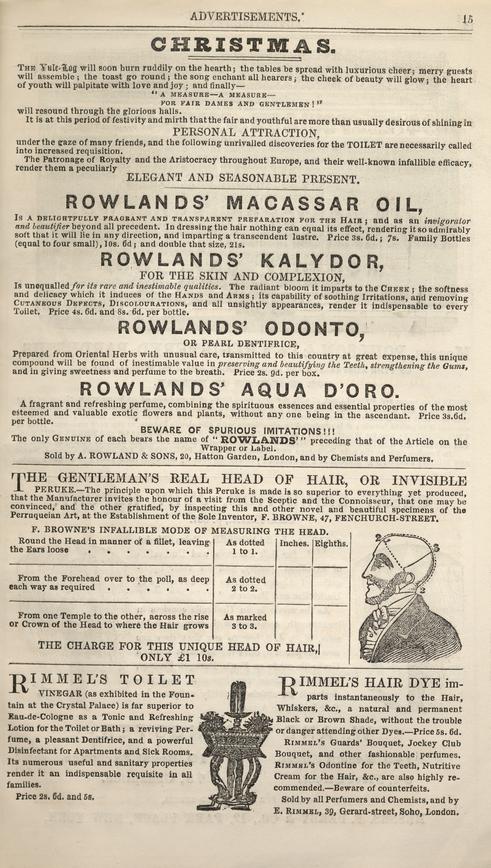 ADVERTISEMENTS.
15
CHRISTMAS.
THE Yule-Log will soon burn ruddily on the hearth; the tables be spread with luxurious cheer; merry guests
will assemble; the toast go round; the song enchant all hearers; the cheek of beauty will glow; the heart
of youth will palpitate with love and joy; and finally—
"A MEASURE—A MEASURE—
FOR FAIR DAMES AND GENTLEMEN!"
will resound through the glorious halls.
It is at this period of festivity and mirth that the fair and youthful are more than usually desirous of shining in
PERSONAL ATTRACTION,
under the gaze of many friends, and the following unrivalled discoveries for the TOILET are necessarily called
into increased requisition.
The Patronage of Royalty and the Aristocracy throughout Europe, and their well-known infallible efficacy,
render them a peculiarly
ELEGANT AND SEASONABLE PRESENT.
ROWLANDS' MACASSAR OIL,
IS A DELIGHTFULLY FRAGRANT AND TRANSPARENT PREPARATION FOR THE HAIR; and as an invigorator
and beautifier beyond all precedent. In dressing the hair nothing can equal its effect, rendering it so admirably
soft that it will lie in any direction, and imparting a transcendent lustre. Price 3s. 6d.; 7s. Family Bottles
(equal to four small), 10s. 6d; and double that size, 21s.
ROWLANDS' KALYDOR,
FOR THE SKIN AND COMPLEXION,
Is unequalled for its rare and inestimable qualities. The radiant bloom it imparts to the CHEEK; the softness
and delicacy which it induces of the HANDS and ARMS; its capability of soothing Irritations, and removing
CUTANEOUS DEFECTS, DISCOLOURATIONS, and all unsightly appearances, render it indispensable to every
Toilet. Price 4s. 6d. and 8s. 6d. per bottle.
ROWLANDS' ODONTO,
OR PEARL DENTIFRICE,
Prepared from Oriental Herbs with unusual care, transmitted to this country at great expense, this unique
compound will be found of inestimable value in preserving and beautifying the Teeth, strengthening the Gums,
and in giving sweetness and perfume to the breath. Price 2s. 9d. per box.
ROWLANDS' AQUA D'ORO.
A fragrant and refreshing perfume, combining the spirituous essences and essential properties of the most
esteemed and valuable exotic flowers and plants, without any one being in the ascendant. Price 3s.6d.
per bottle.
BEWARE OF SPURIOUS IMITATIONS!!!
The only GENUINE of each bears the name of "ROWLANDS'" preceding that of the Article on the
Wrapper or Label.
Sold by A. ROWLAND & SONS, 20, Hatton Garden, London, and by Chemists and Perfumers.
THE GENTLEMAN'S REAL HEAD OF HAIR, OR INVISIBLE
PERUKE.—The principle upon which this Peruke is made is so superior to everything yet produced,
that the Manufacturer invites the honour of a visit from the Sceptic and the Connoisseur, that one may be
convinced, and the other gratified, by inspecting this and other novel and beautiful specimens of the
Perruqueian Art, at the Establishment of the Sole Inventor, F. BROWNE, 47, FENCHURCH-STREET.
F. BROWNE'S INFALLIBLE MODE OF MEASURING THE HEAD.
Round the Head in manner of a fillet, leaving
the Ears loose . . . . . .
As dotted
1 to 1.
Inches. Eighths.
From the Forehead over to the poll, as deep
each way as required . . . . .
As dotted
2 to 2.
From one Temple to the other, across the rise
or Crown of the Head to where the Hair grows
As marked
3 to 3.
THE CHARGE FOR THIS UNIQUE HEAD OF HAIR,
ONLY £1 10s.
2
3
2
RIMMEL'S TOILET
VINEGAR (as exhibited in the Foun-
tain at the Crystal Palace) is far superior to
Eau-de-Cologne as a Tonic and Refreshing
Lotion for the Toilet or Bath; a reviving Per-
fume, a pleasant Dentifrice, and a powerful
Disinfectant for Apartments and Sick Rooms.
Its numerous useful and sanitary properties
render it an indispensable requisite in all
families.
Price 2s. 6d. and 5s.
RIMMEL'S HAIR DYE im-
parts instantaneously to the Hair,
Whiskers, &c., a natural and permanent
Black or Brown Shade, without the trouble
or danger attending other Dyes.—Price 5s. 6d.
RIMMEL'S Guards' Bouquet, Jockey Club
Bouquet, and other fashionable perfumes.
RIMMEL'S Odontine for the Teeth, Nutritive
Cream for the Hair, &c., are also highly re-
commended.—Beware of counterfeits.
Sold by all Perfumers and Chemists, and by
E. RIMMEL, 39, Gerard-street, Soho, London.